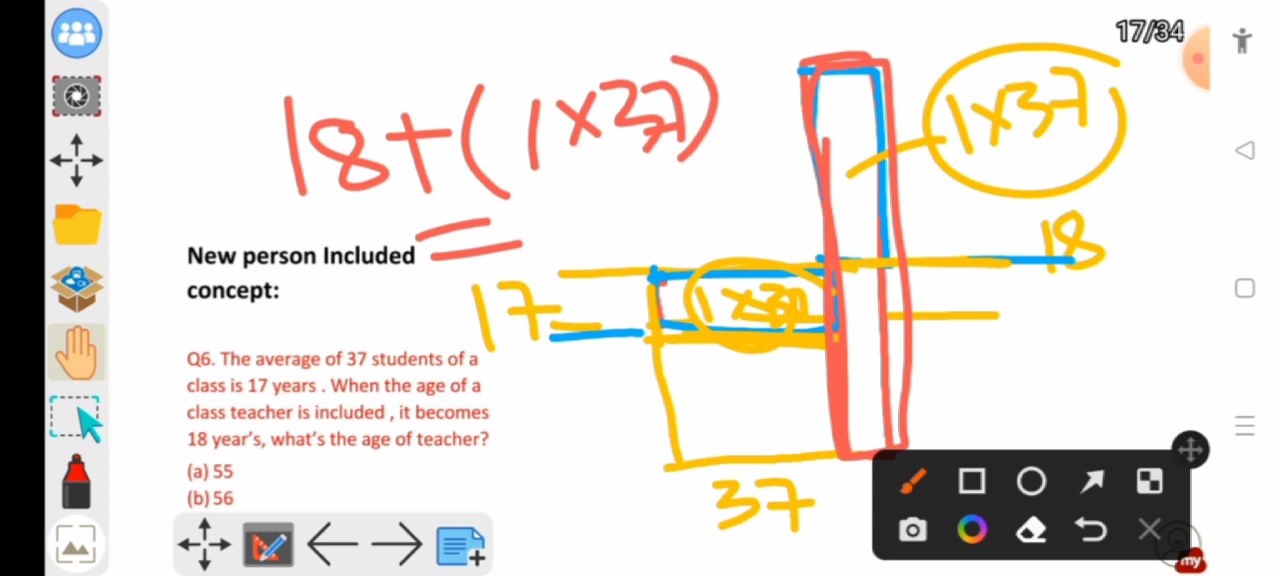 17/34
18+(1×37)
=
1×37
18
New person Included
concept:
17
1×37
Q6. The average of 37 students of a
class is 17 years . When the age of a
class teacher is included , it becomes
18 year's, what's the age of teacher?
(a) 55
(b) 56
37
my